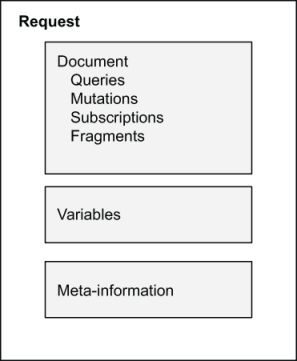 Request
Document
Queries
Mutations
Subscriptions
Fragments
Variables
Meta-information